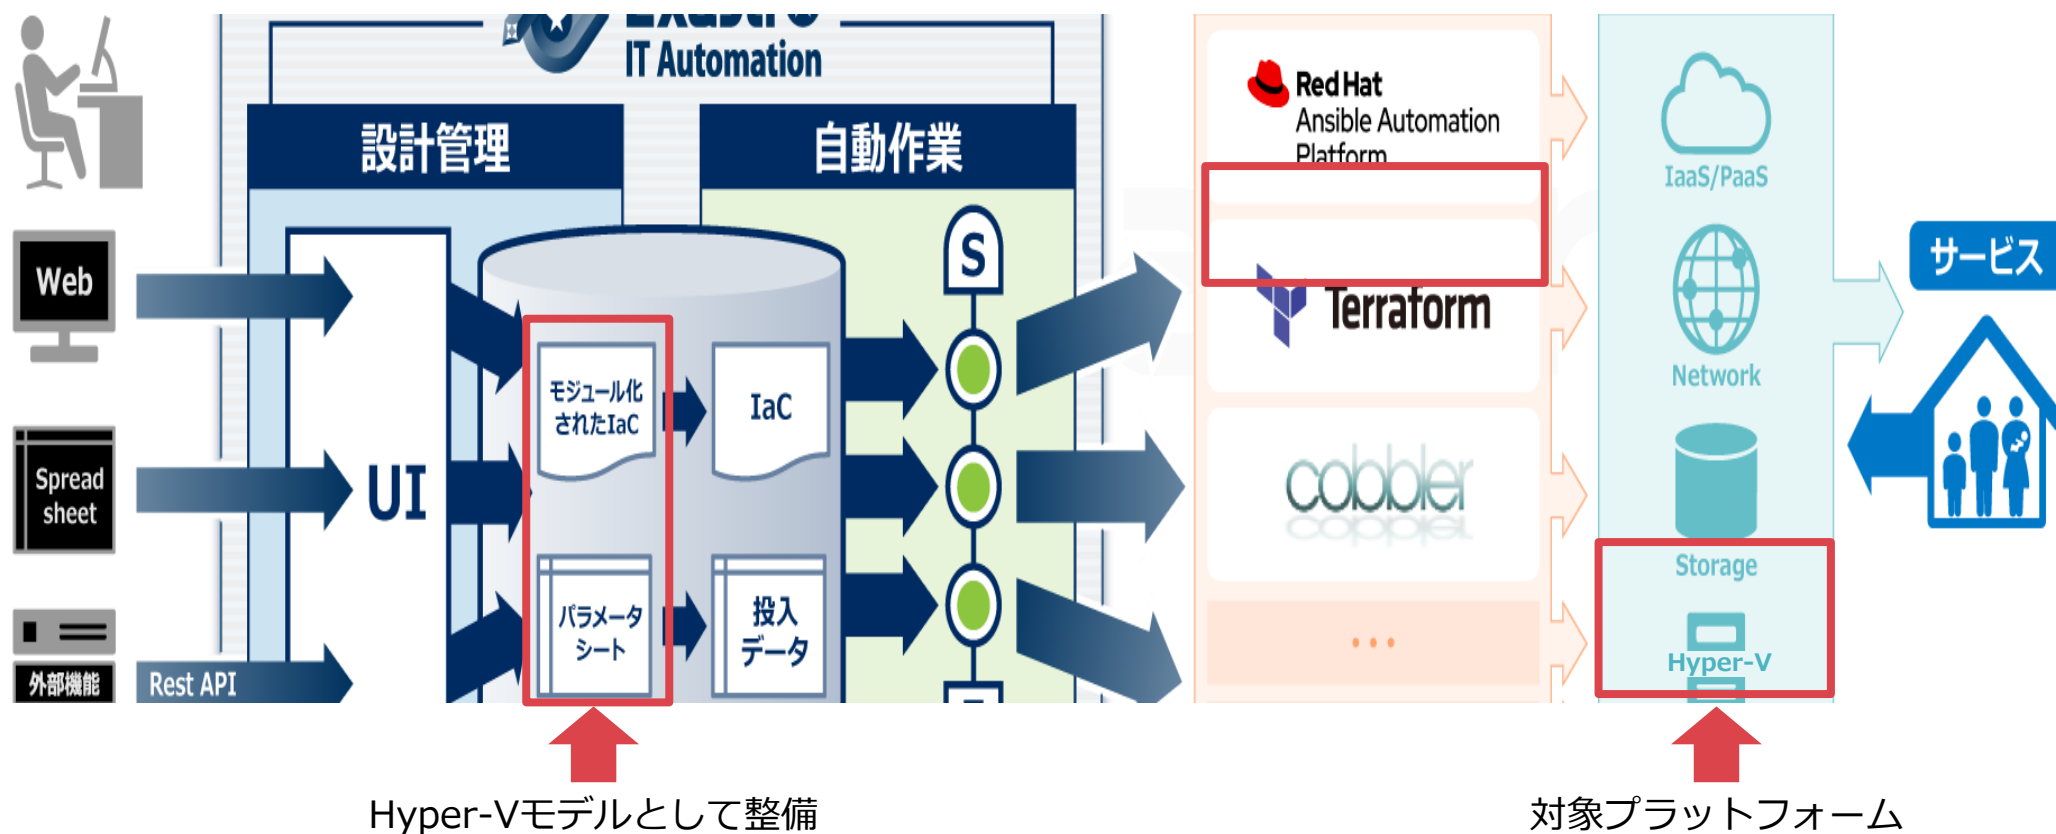 Exastro
IT Automation
設計管理
自動作業
Web
Spread
sheet
外部機能
Rest API
UI
モジュール化
されたIaC
IaC
パラメータ
シート
投入
データ
S
Red Hat
Ansible Automation
Platform
Terraform
cobbler
...
IaaS/PaaS
Network
Storage
Hyper-V
サービス
Hyper-Vモデルとして整備
対象プラットフォーム